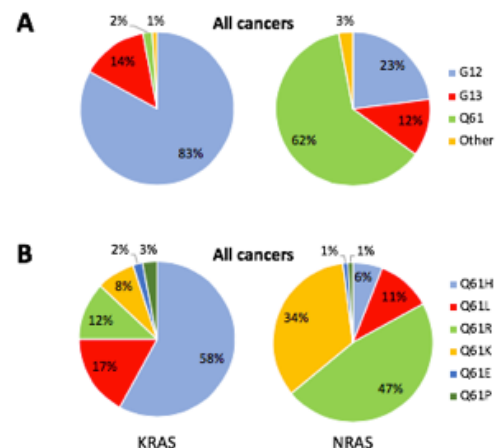 A
All cancers
2%
1%
14%
83%
3%
23%
12%
62%
G12
G13
Q61
Other
B
All cancers
2%
3%
8%
12%
17%
58%
1%
1%
6%
11%
34%
47%
Q61H
Q61L
Q61R
Q61K
Q61E
Q61P
KRAS
NRAS